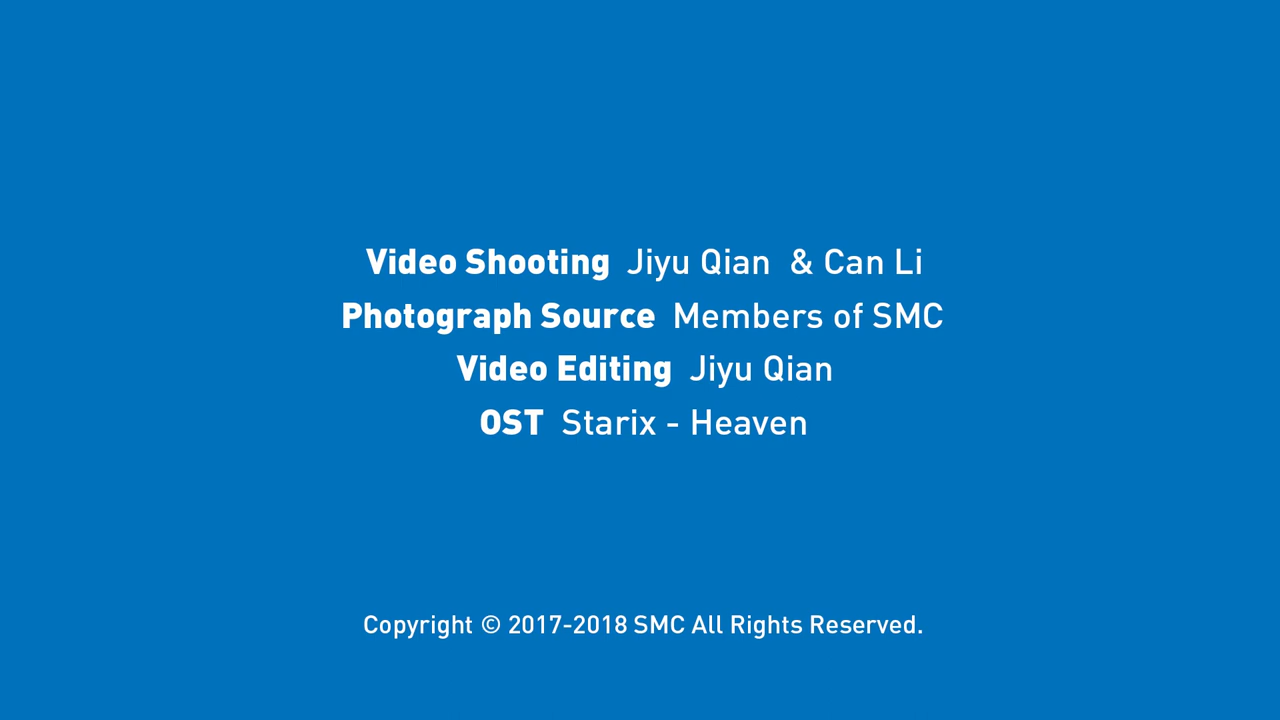 Video Shooting Jiyu Qian & Can Li
Photograph Source Members of SMC
Video Editing Jiyu Qian
OST Starix - Heaven
Copyright © 2017-2018 SMC All Rights Reserved.